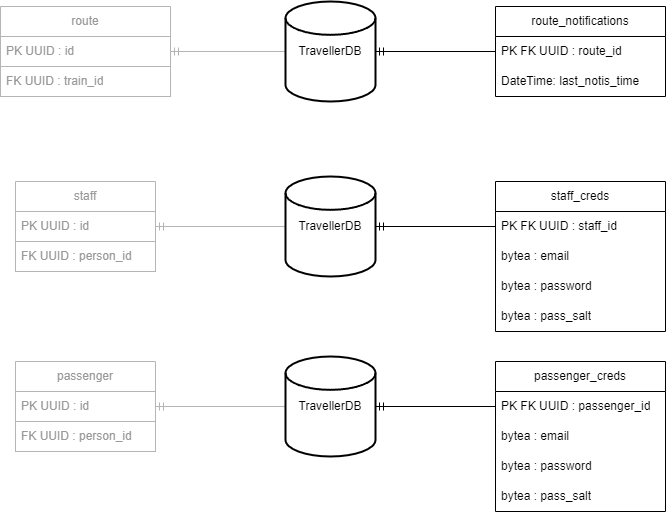 route
PK UUID : id
FK UUID : train_id
TravellerDB
route_notifications
PK FK UUID : route_id
DateTime: last_notis_time
staff
PK UUID : id
FK UUID : person_id
TravellerDB
staff_creds
PK FK UUID : staff_id
bytea : email
bytea : password
bytea : pass_salt
passenger
PK UUID : id
FK UUID : person_id
TravellerDB
passenger_creds
PK FK UUID : passenger_id
bytea : email
bytea : password
bytea : pass_salt